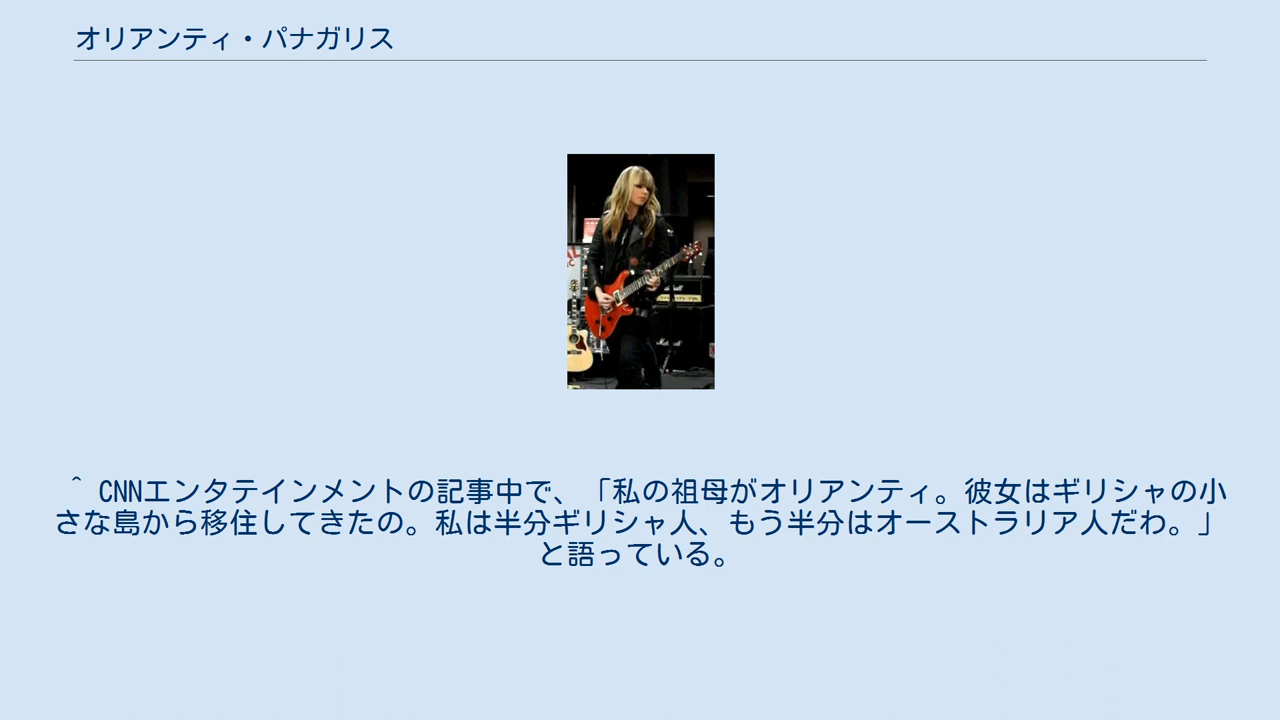 オリアンティ・パナガリス
Marshall
^ CNNエンタテインメントの記事中で、「私の祖母がオリアンティ。彼女はギリシャの小
さな島から移住してきたの。私は半分ギリシャ人、もう半分はオーストラリア人だわ。」
と語っている。